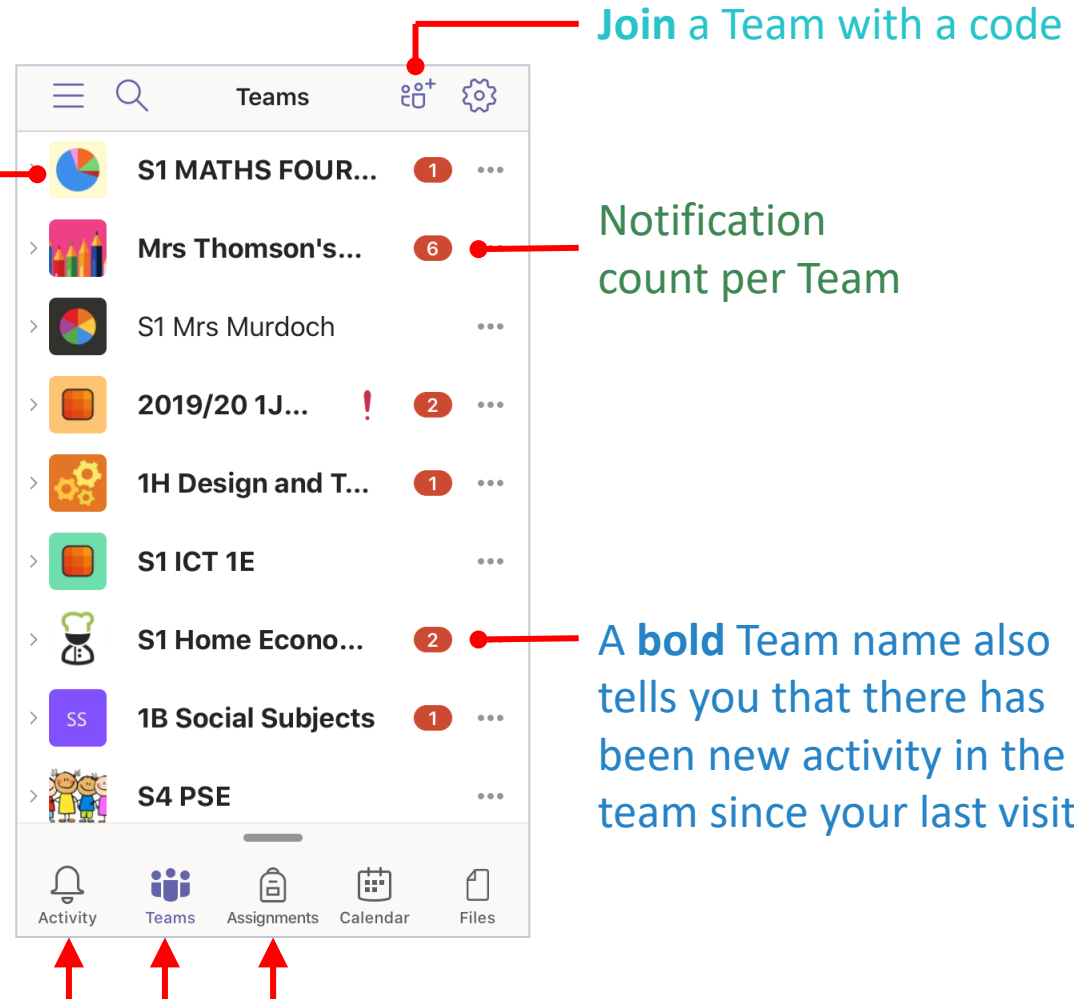 Join a Team with a code
Teams
S1 MATHS FOUR... 1
Mrs Thomson's... 6
Notification
count per Team
S1 Mrs Murdoch
2019/20 1J... ❗ 2
1H Design and T... 1
S1 ICT 1E
S1 Home Econo... 2
A bold Team name also
tells you that there has
been new activity in the
team since your last visit
SS 1B Social Subjects 1
S4 PSE
Activity Teams Assignments Calendar Files